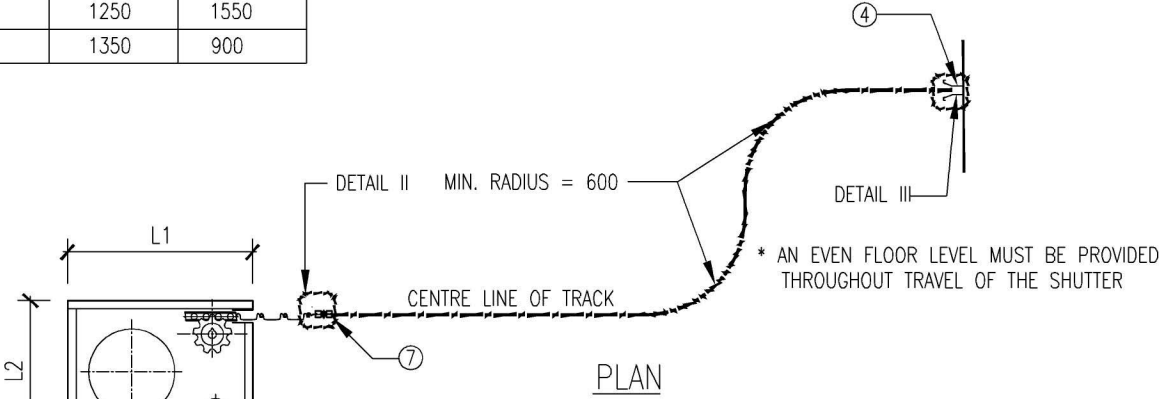 1250 1550
1350 900
4
DETAIL II MIN. RADIUS = 600
DETAIL III
L1
* AN EVEN FLOOR LEVEL MUST BE PROVIDED
THROUGHOUT TRAVEL OF THE SHUTTER
CENTRE LINE OF TRACK
7
L2
PLAN